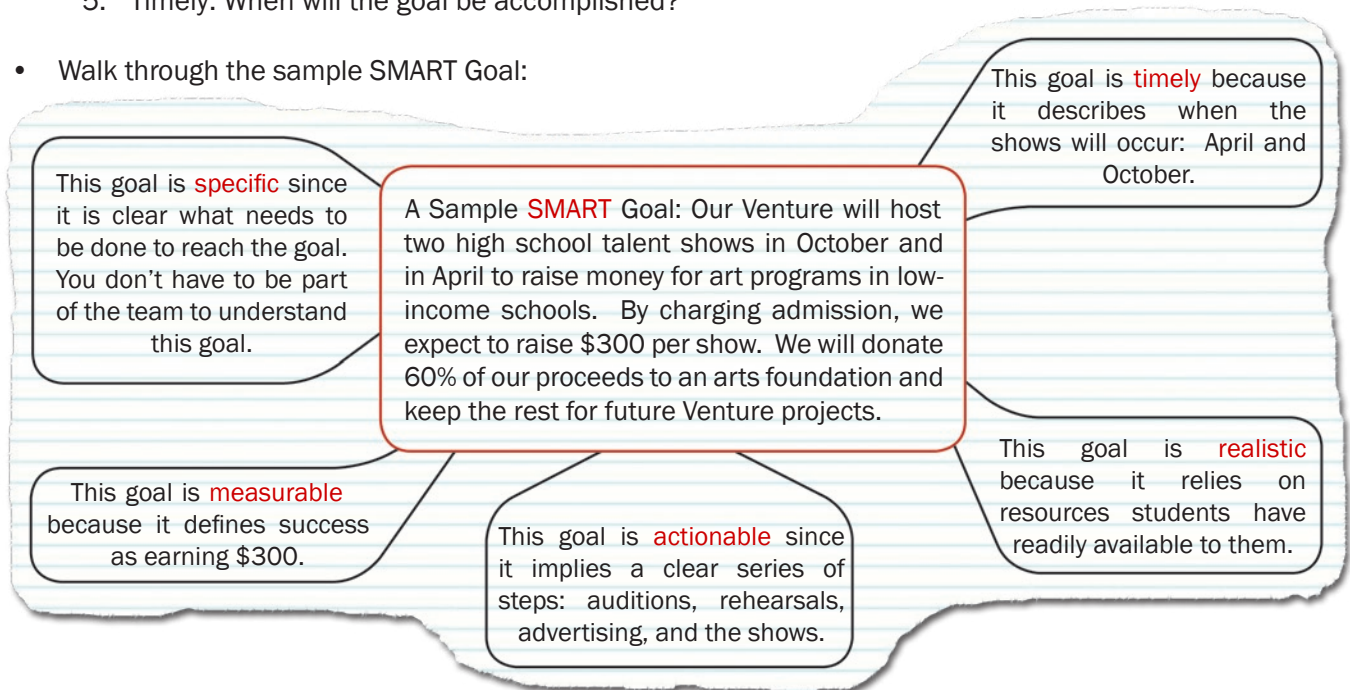 5. Timely: When will the goal be accomplished?
• Walk through the sample SMART Goal:
This goal is timely because
it describes when the
shows will occur: April and
October.
This goal is specific since
it is clear what needs to
be done to reach the goal.
You don't have to be part
of the team to understand
this goal.
A Sample SMART Goal: Our Venture will host
two high school talent shows in October and
in April to raise money for art programs in low-
income schools. By charging admission, we
expect to raise $300 per show. We will donate
60% of our proceeds to an arts foundation and
keep the rest for future Venture projects.
This goal is measurable
because it defines success
as earning $300.
This goal is actionable since
it implies a clear series of
steps: auditions, rehearsals,
advertising, and the shows.
This goal is realistic
because it relies on
resources students have
readily available to them.